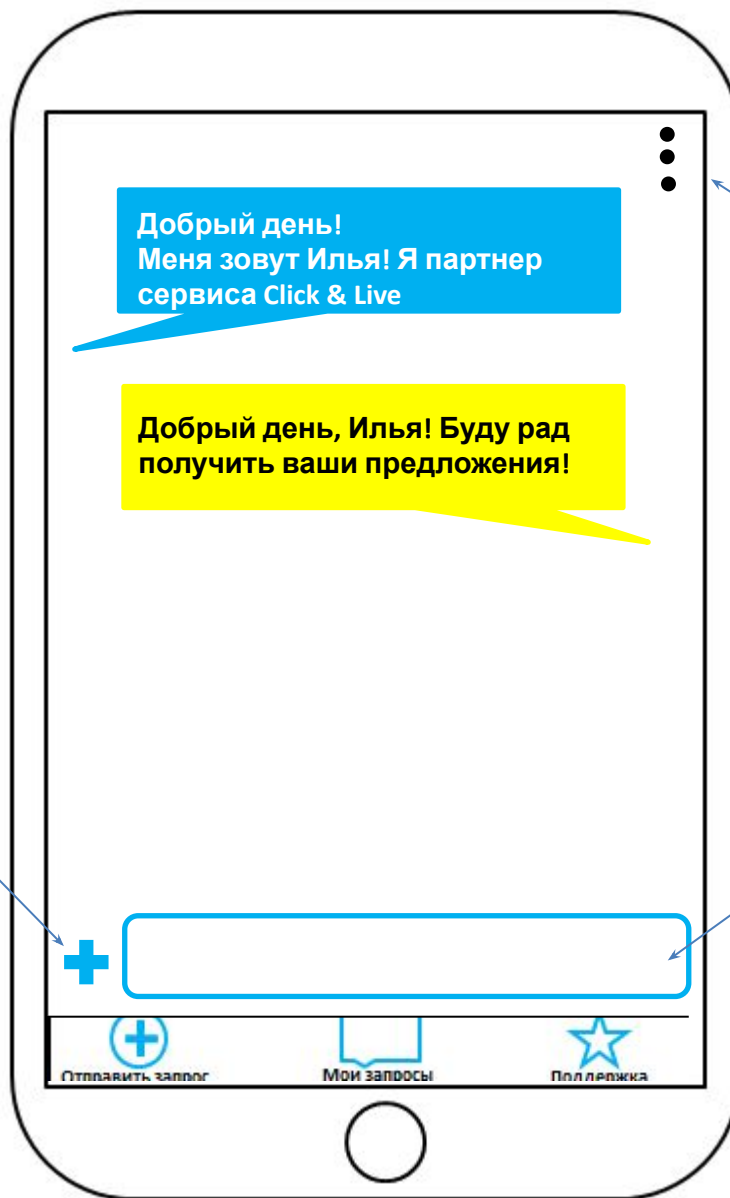 Добрый день!
Меня зовут Илья! Я партнер
сервиса Click & Live
Добрый день, Илья! Буду рад
получить ваши предложения!
Отправить запрос
Мои запросы
Поддержка